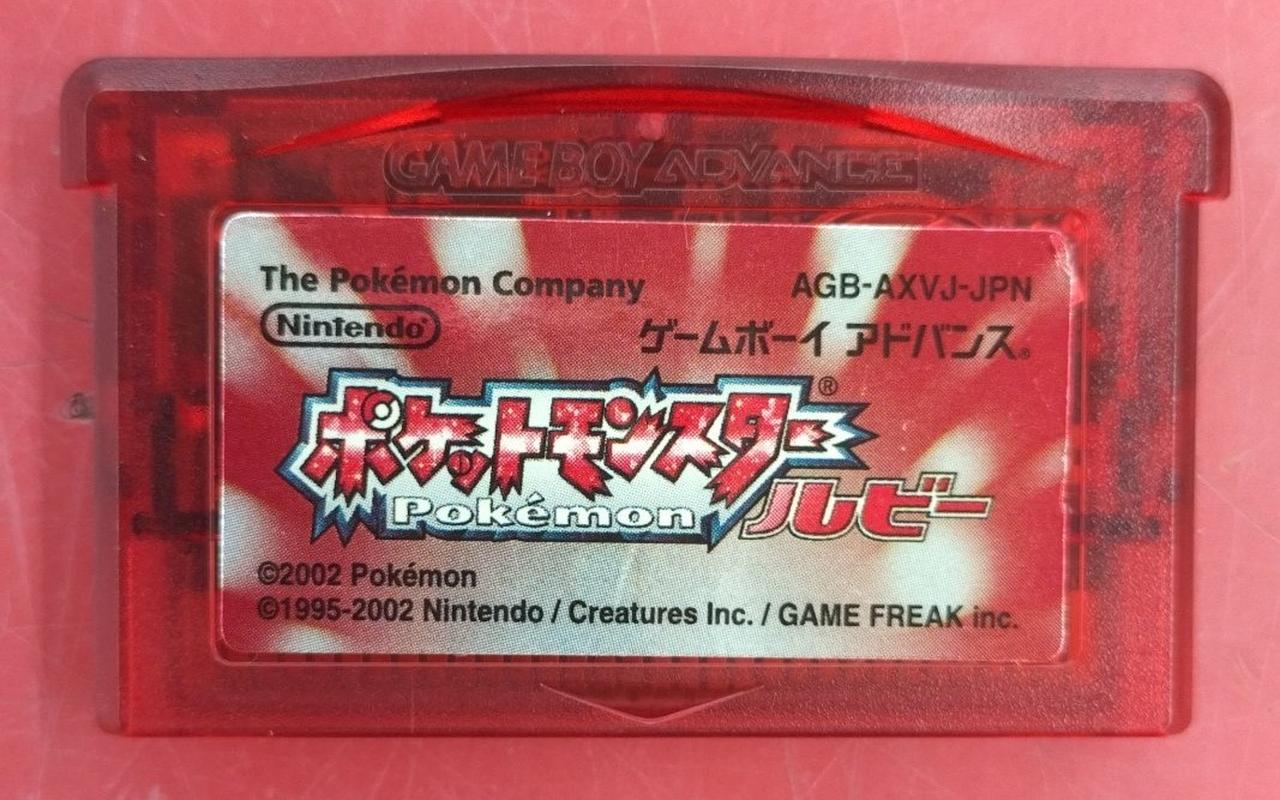 GAME BOY ADVANCE
The Pokémon Company
AGB-AXVJ-JPN
Nintendo®
ゲームボーイ アドバンス®
ポケットモンスター®
Pokémon
ルビー
©2002 Pokémon
©1995-2002 Nintendo / Creatures Inc. / GAME FREAK inc.